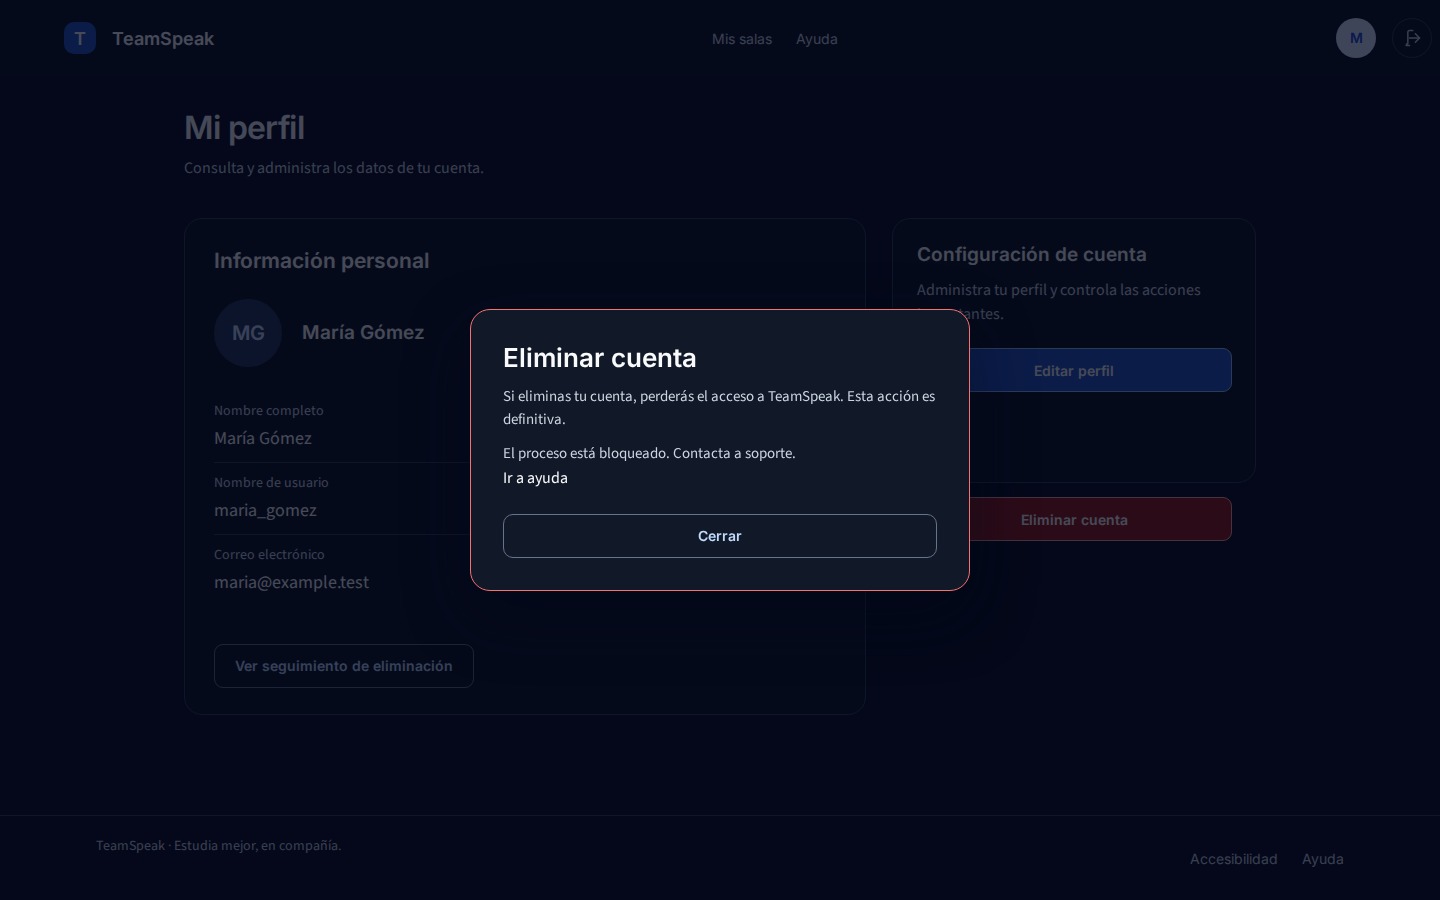 T TeamSpeak
Mis salas Ayuda
M
Mi perfil
Consulta y administra los datos de tu cuenta.
Información personal
MG
María Gómez
Nombre completo
María Gómez
Nombre de usuario
maria_gomez
Correo electrónico
maria@example.test
Ver seguimiento de eliminación
Configuración de cuenta
Administra tu perfil y controla las acciones
Editar perfil
Eliminar cuenta
Eliminar cuenta
Si eliminas tu cuenta, perderás el acceso a TeamSpeak. Esta acción es
definitiva.
El proceso está bloqueado. Contacta a soporte.
Ir a ayuda
Cerrar
TeamSpeak · Estudia mejor, en compañía.
Accesibilidad Ayuda